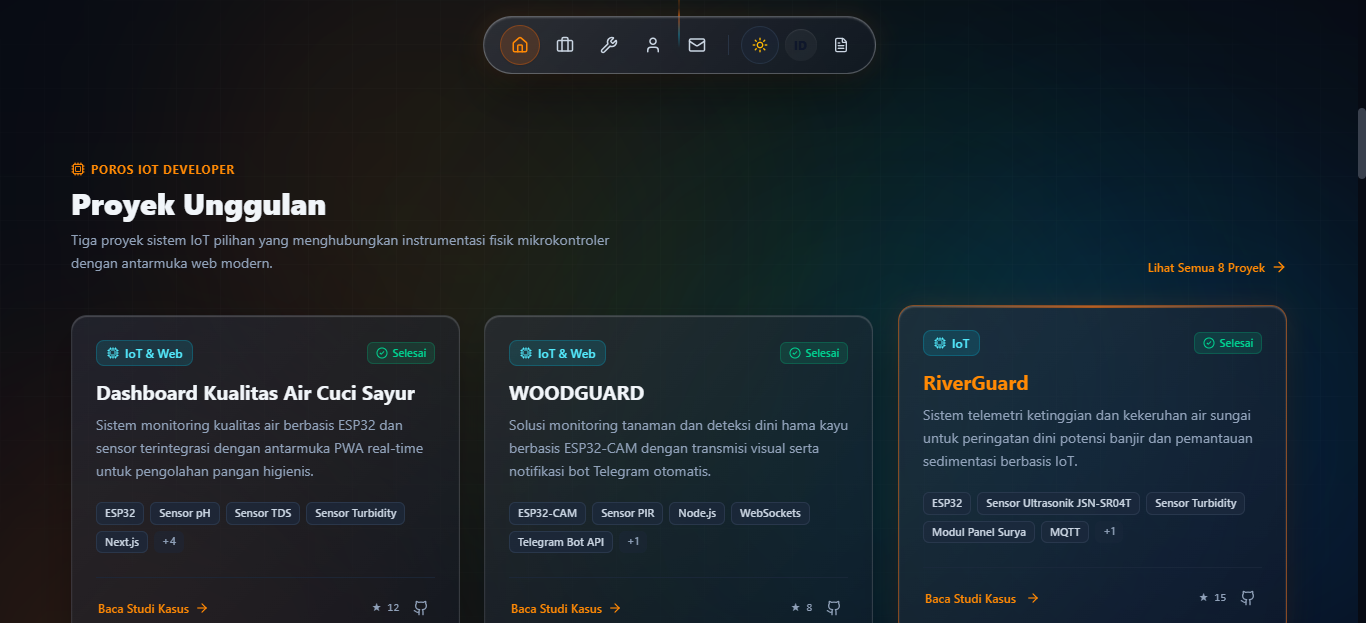 ID
POROS IOT DEVELOPER
Proyek Unggulan
Tiga proyek sistem IoT pilihan yang menghubungkan instrumentasi fisik mikrokontroler
dengan antarmuka web modern.
Lihat Semua 8 Proyek →
IoT & Web
Selesai
Dashboard Kualitas Air Cuci Sayur
Sistem monitoring kualitas air berbasis ESP32 dan
sensor terintegrasi dengan antarmuka PWA real-time
untuk pengolahan pangan higienis.
ESP32 Sensor pH Sensor TDS Sensor Turbidity
Next.js +4
Baca Studi Kasus →
★ 12
IoT & Web
Selesai
WOODGUARD
Solusi monitoring tanaman dan deteksi dini hama kayu
berbasis ESP32-CAM dengan transmisi visual serta
notifikasi bot Telegram otomatis.
ESP32-CAM Sensor PIR Node.js WebSockets
Telegram Bot API +1
Baca Studi Kasus →
★ 8
IoT
Selesai
RiverGuard
Sistem telemetri ketinggian dan kekeruhan air sungai
untuk peringatan dini potensi banjir dan pemantauan
sedimentasi berbasis IoT.
ESP32 Sensor Ultrasonik JSN-SR04T Sensor Turbidity
Modul Panel Surya MQTT +1
Baca Studi Kasus →
★ 15